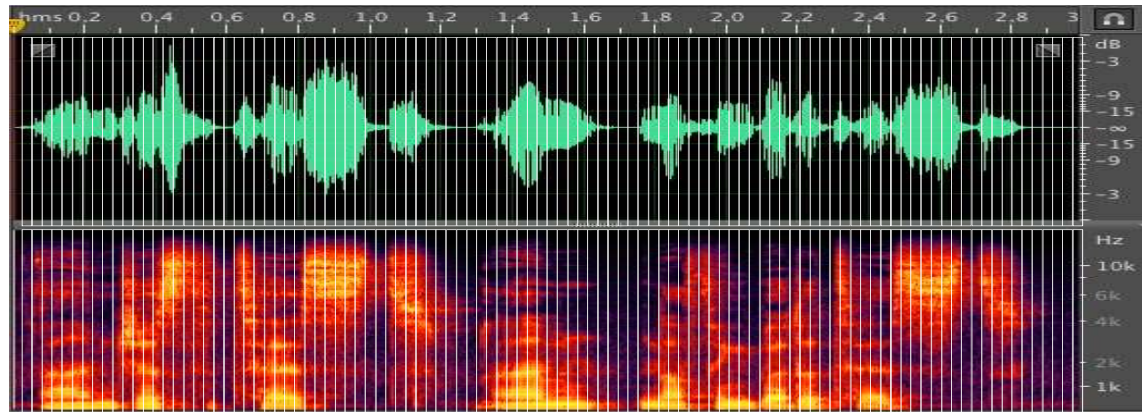 hms 0,2 0,4 0,6 0,8 1,0 1,2 1,4 1,6 1,8 2,0 2,2 2,4 2,6 2,8 3
dB
-3
-9
-15
-∞
-15
-9
-3
Hz
10k
6k
4k
2k
1k